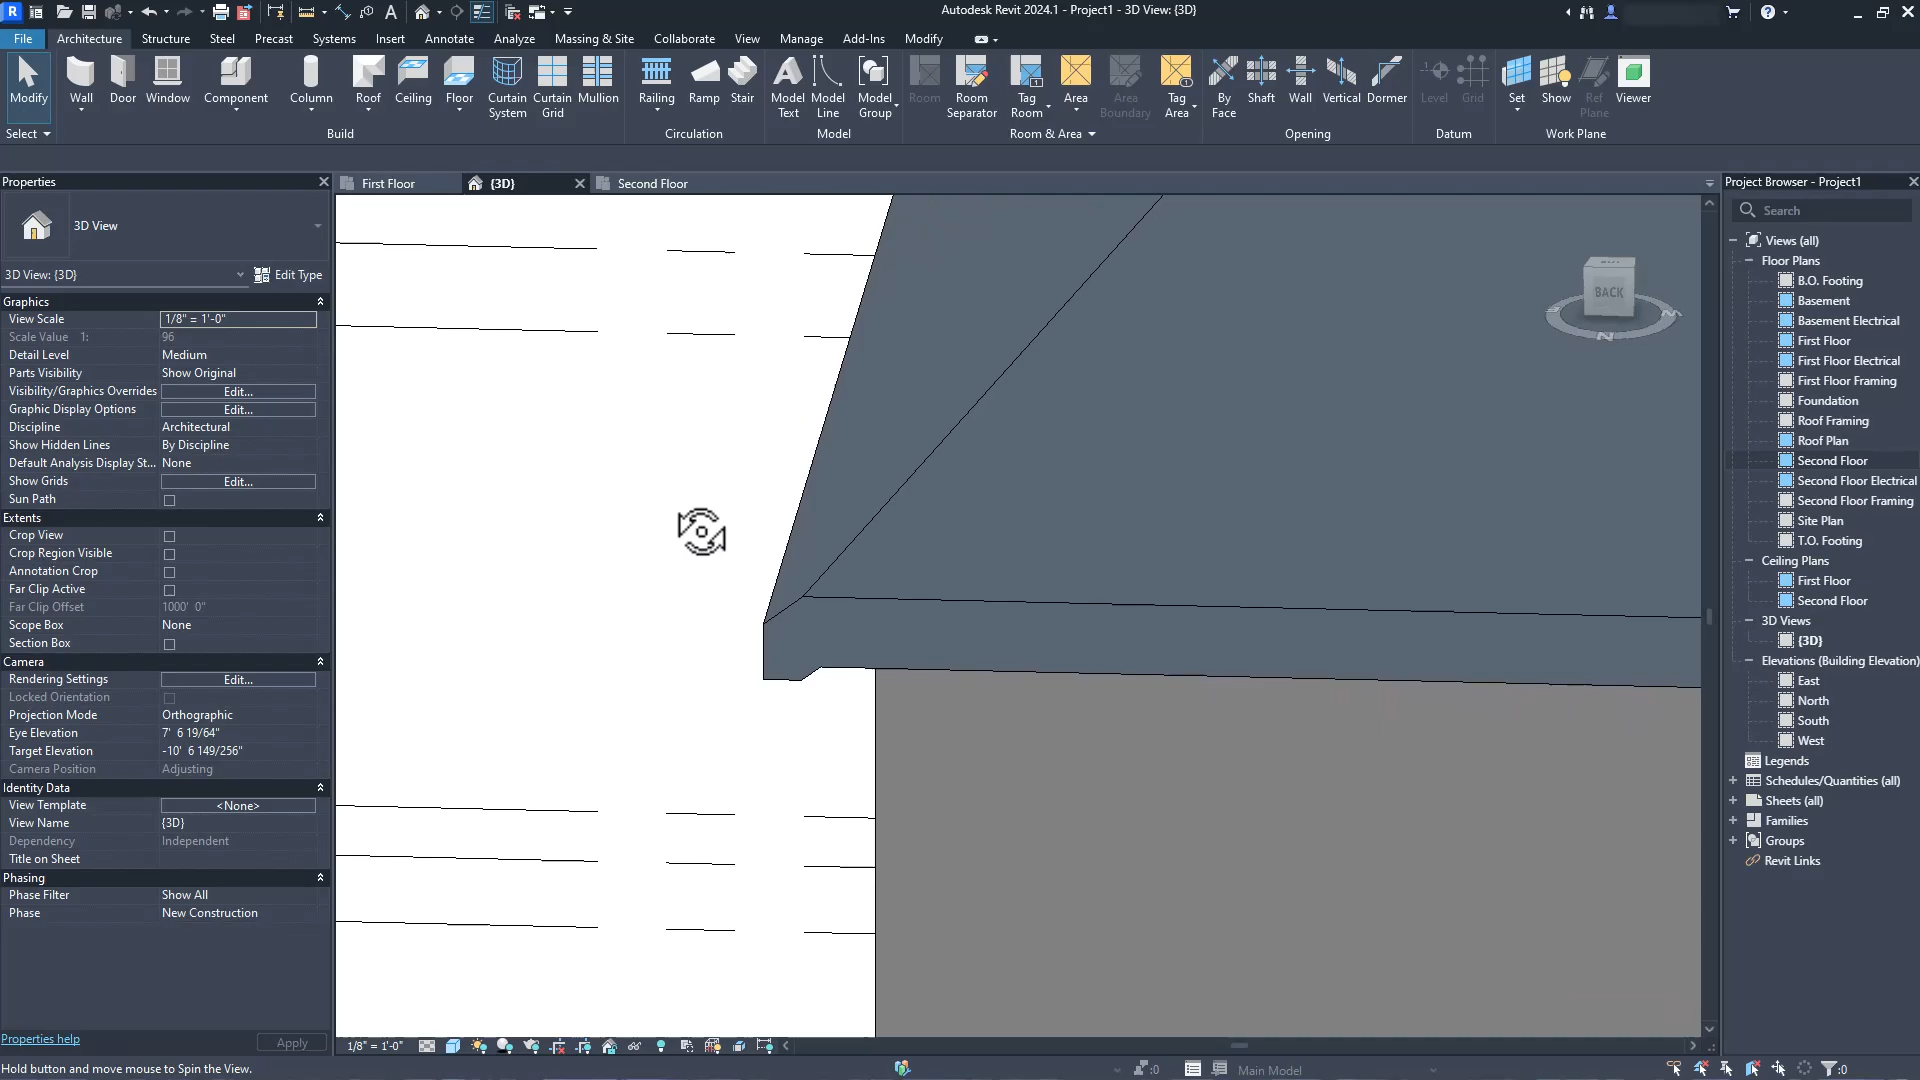 Autodesk Revit 2024.1 - Project1 - 3D View: {3D}
File Architecture Structure Steel Precast Systems Insert Annotate Analyze Massing & Site Collaborate View Manage Add-Ins Modify
Modify Wall Door Window Component Column Roof Ceiling Floor Curtain System Curtain Grid Mullion Railing Ramp Stair Model Text Model Line Model Group Room Room Separator Tag Room Area Area Boundary Tag Area By Face Shaft Wall Vertical Dormer Level Grid Set Show Ref Plane Viewer
Select Build Circulation Model Room & Area Opening Datum Work Plane
Properties
First Floor {3D} Second Floor
3D View
3D View: {3D} Edit Type
Graphics
View Scale 1/8" = 1'-0"
Scale Value 1: 96
Detail Level Medium
Parts Visibility Show Original
Visibility/Graphics Overrides Edit...
Graphic Display Options Edit...
Discipline Architectural
Show Hidden Lines By Discipline
Default Analysis Display St... None
Show Grids Edit...
Sun Path
Extents
Crop View
Crop Region Visible
Annotation Crop
Far Clip Active
Far Clip Offset 1000' 0"
Scope Box None
Section Box
Camera
Rendering Settings Edit...
Locked Orientation
Projection Mode Orthographic
Eye Elevation 7' 6 19/64"
Target Elevation -10' 6 149/256"
Camera Position Adjusting
Identity Data
View Template <None>
View Name {3D}
Dependency Independent
Title on Sheet
Phasing
Phase Filter Show All
Phase New Construction
Properties help Apply
BACK
N
Project Browser - Project1
Search
Views (all)
Floor Plans
B.O. Footing
Basement
Basement Electrical
First Floor
First Floor Electrical
First Floor Framing
Foundation
Roof Framing
Roof Plan
Second Floor
Second Floor Electrical
Second Floor Framing
Site Plan
T.O. Footing
Ceiling Plans
First Floor
Second Floor
3D Views
{3D}
Elevations (Building Elevation)
East
North
South
West
Legends
Schedules/Quantities (all)
Sheets (all)
Families
Groups
Revit Links
1/8" = 1'-0"
Hold button and move mouse to Spin the View. :0 Main Model :0